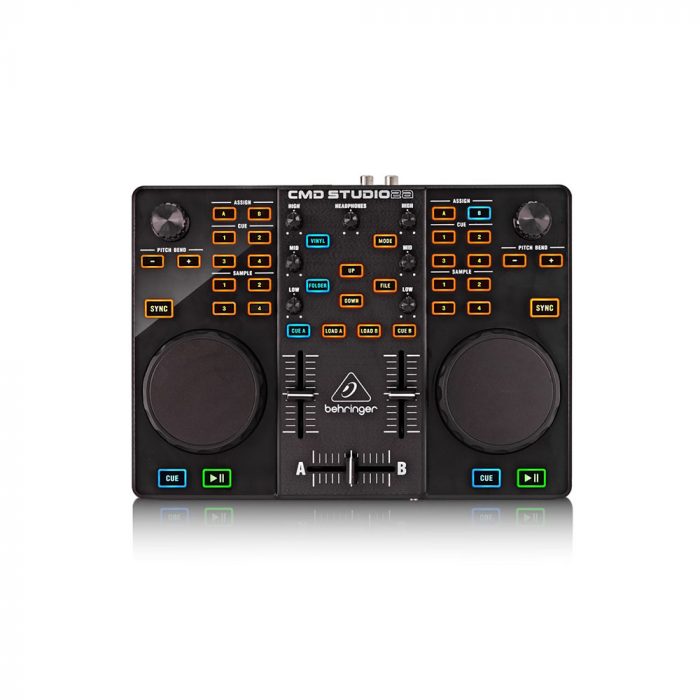 CMD STUDIO2a
ASSIGN
A B
CUE
1 2
3 4
SAMPLE
1 2
3 4
PITCH BEND
− +
SYNC
CUE
HIGH HEADPHONES HIGH
VINYL MODE
MID MID
UP
FOLDER FILE
LOW LOW
DOWN
CUE A LOAD A LOAD B CUE B
behringer
A B
ASSIGN
A B
CUE
1 2
3 4
SAMPLE
1 2
3 4
PITCH BEND
− +
SYNC
CUE